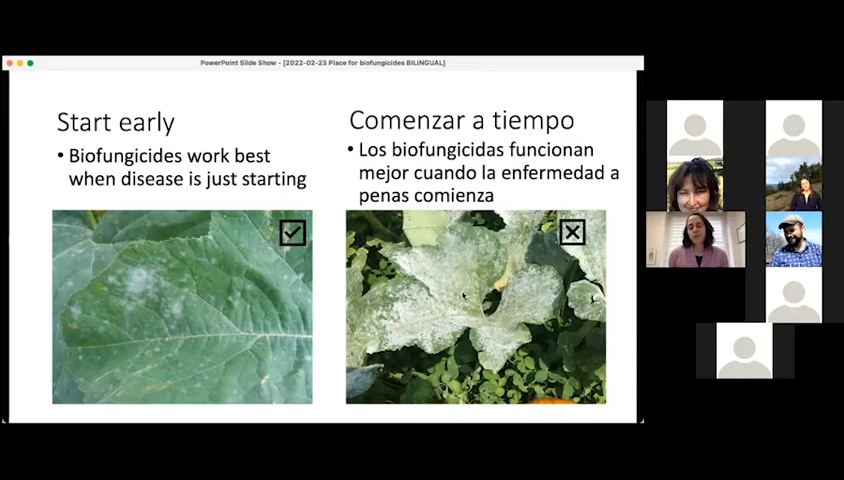 PowerPoint Slide Show - [2022-02-23 Place for biofungicides BILINGUAL]
Start early
• Biofungicides work best
when disease is just starting
Comenzar a tiempo
• Los biofungicidas funcionan
mejor cuando la enfermedad a
penas comienza